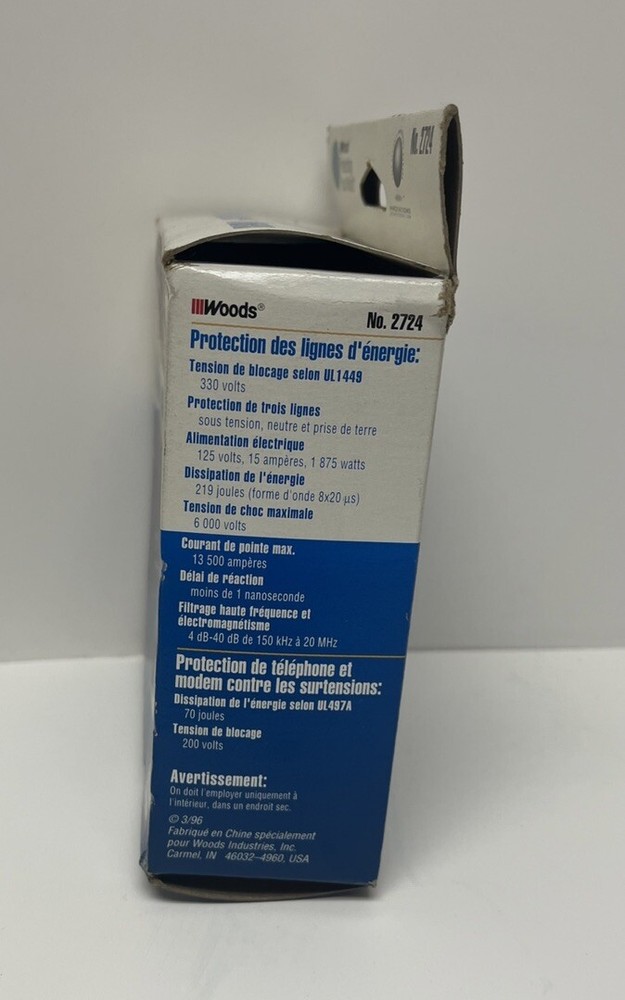 No. 2724
Woods®
No. 2724
Protection des lignes d'énergie:
Tension de blocage selon UL1449
330 volts
Protection de trois lignes
sous tension, neutre et prise de terre
Alimentation électrique
125 volts, 15 ampères, 1 875 watts
Dissipation de l'énergie
219 joules (forme d'onde 8x20 µs)
Tension de choc maximale
6 000 volts
Courant de pointe max.
13 500 ampères
Délai de réaction
moins de 1 nanoseconde
Filtrage haute fréquence et
électromagnétisme
4 dB-40 dB de 150 kHz à 20 MHz
Protection de téléphone et
modem contre les surtensions:
Dissipation de l'énergie selon UL497A
70 joules
Tension de blocage
200 volts
Avertissement:
On doit l'employer uniquement à
l'intérieur, dans un endroit sec.
© 3/96
Fabriqué en Chine spécialement
pour Woods Industries, Inc.
Carmel, IN 46032–4960, USA